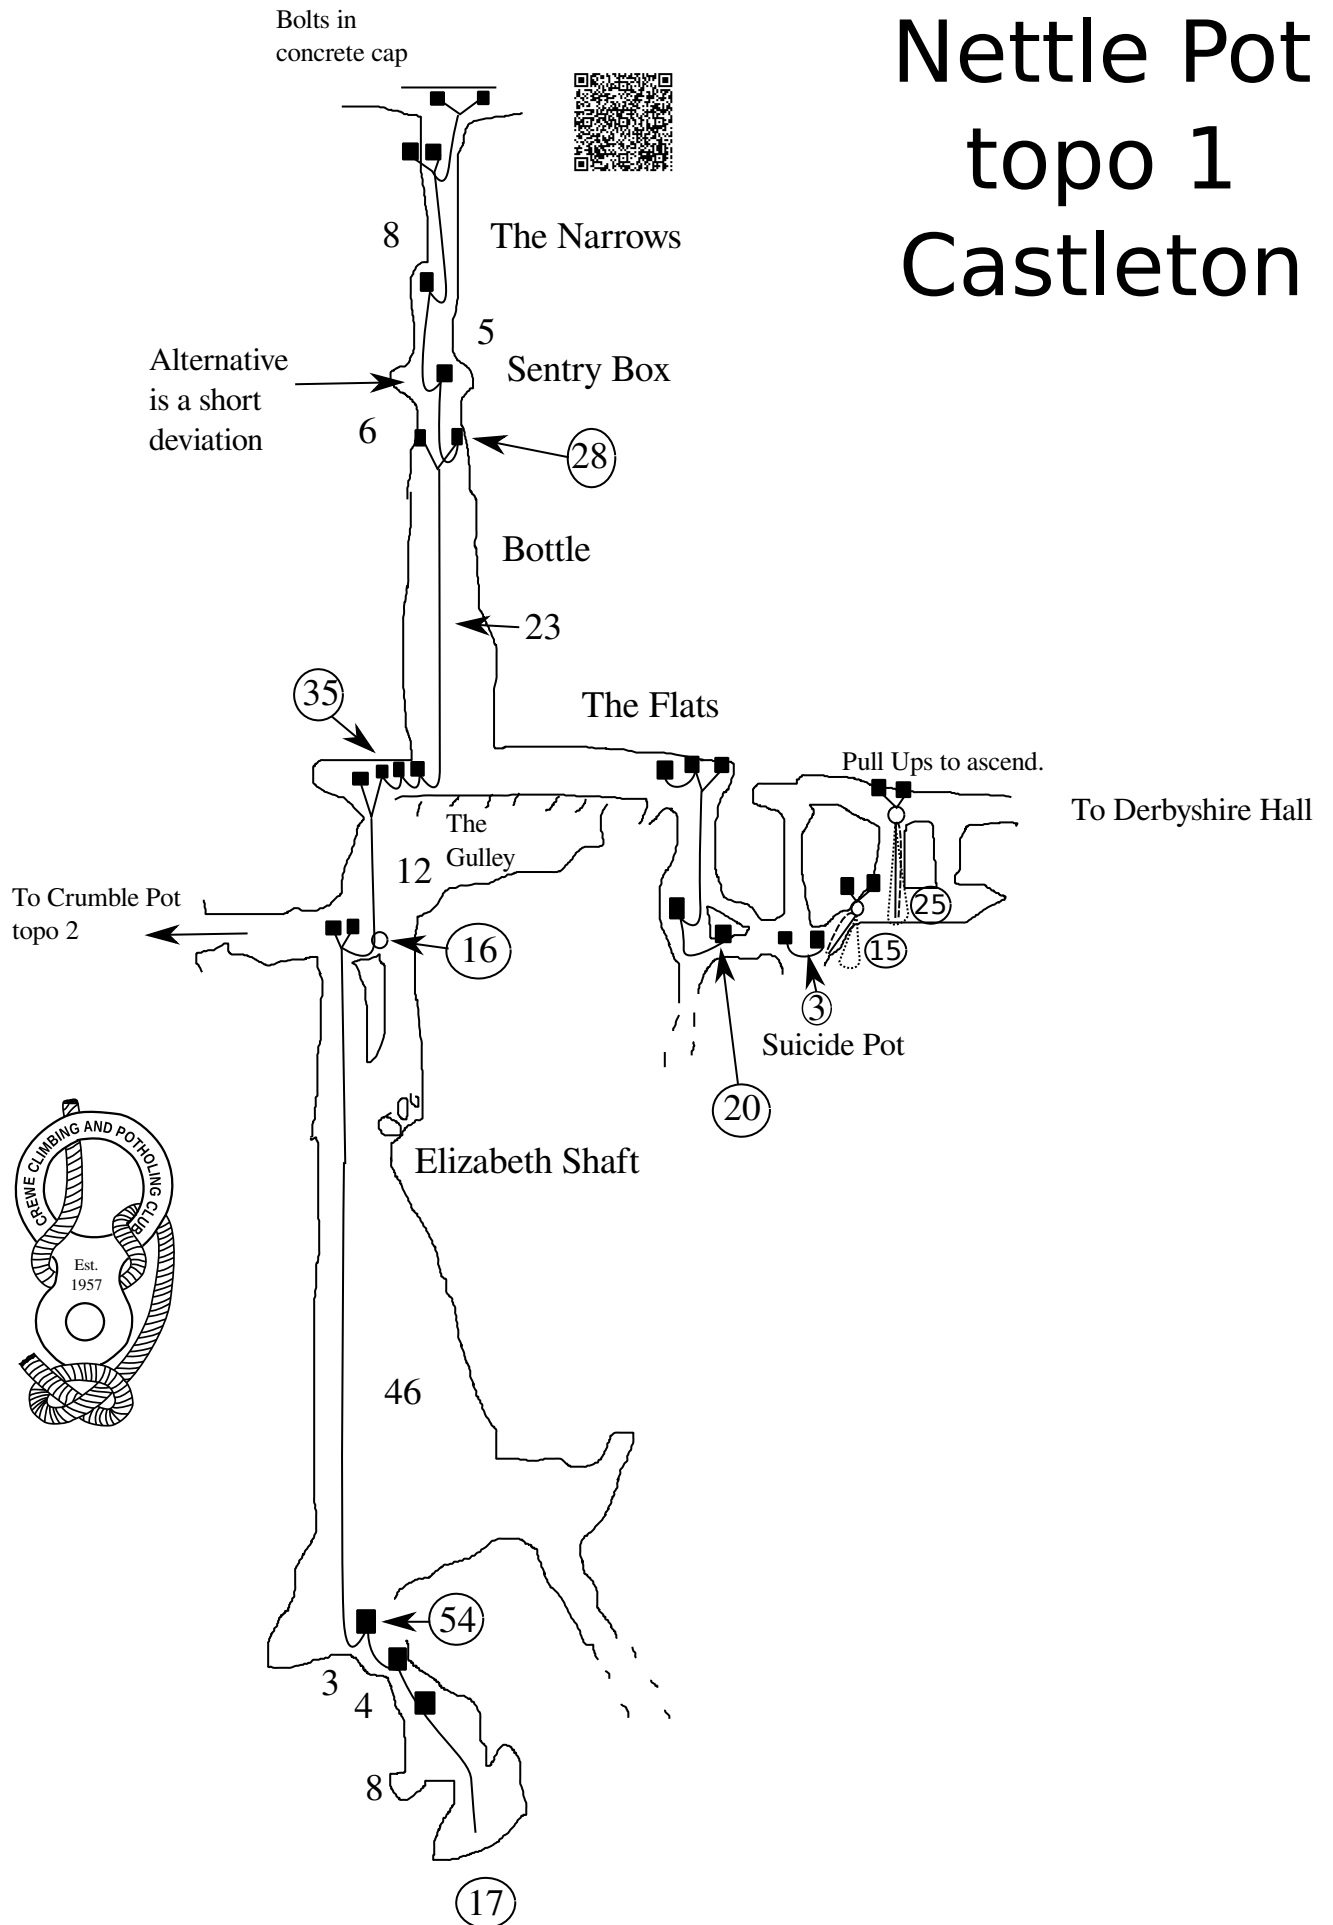 Bolts in
concrete cap
Nettle Pot
topo 1
Castleton
8
The Narrows
5
Alternative
is a short
deviation
Sentry Box
6
28
Bottle
23
35
The Flats
Pull Ups to ascend.
To Derbyshire Hall
The
Gulley
12
To Crumble Pot
topo 2
16
25
15
3
Suicide Pot
20
CREWE CLIMBING AND POTHOLING CLUB
Est.
1957
Elizabeth Shaft
46
54
3
4
8
17